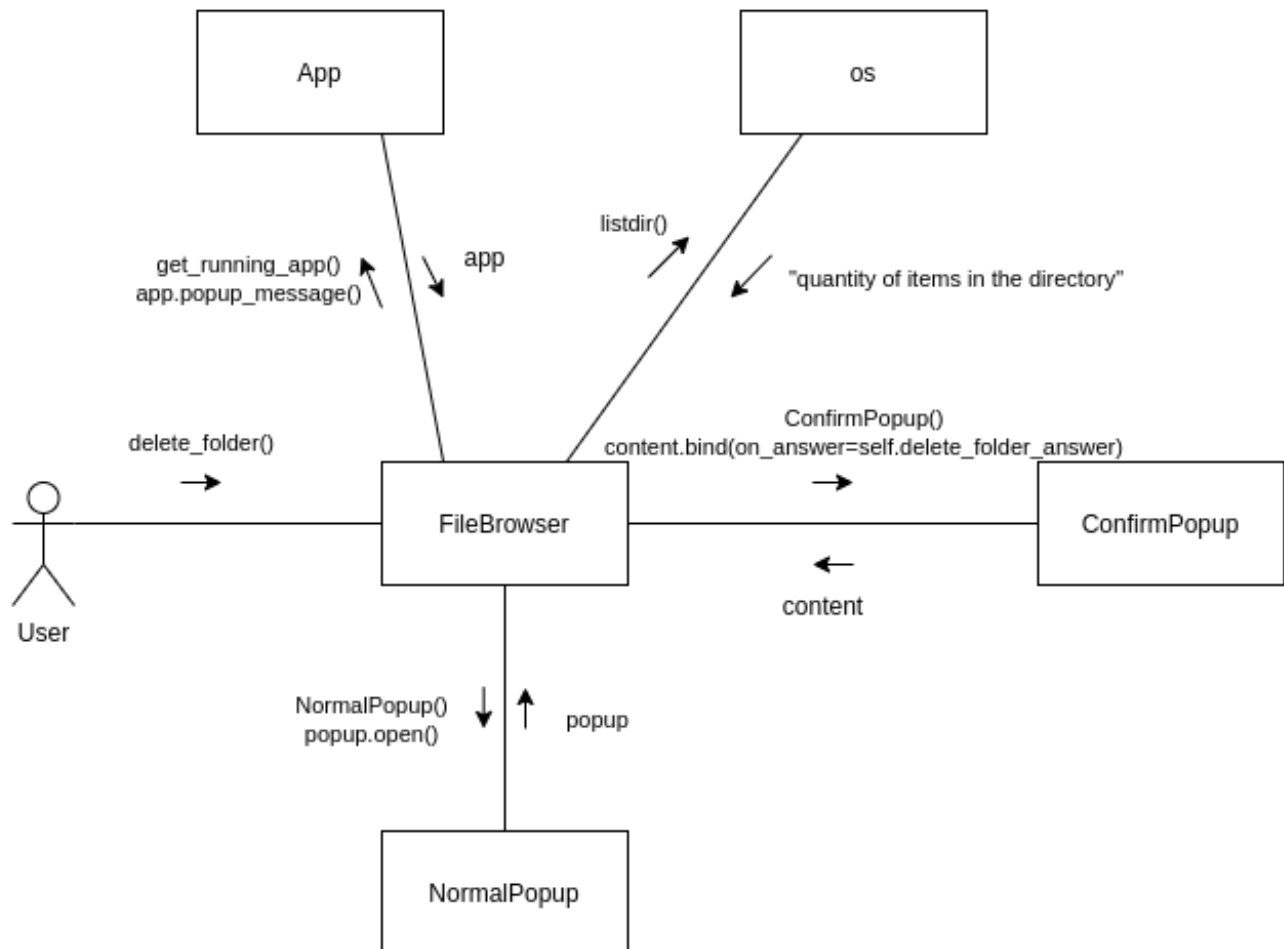 App
os
listdir()
get_running_app()
app.popup_message()
app
"quantity of items in the directory"
delete_folder()
ConfirmPopup()
content.bind(on_answer=self.delete_folder_answer)
FileBrowser
ConfirmPopup
content
User
NormalPopup()
popup.open()
popup
NormalPopup